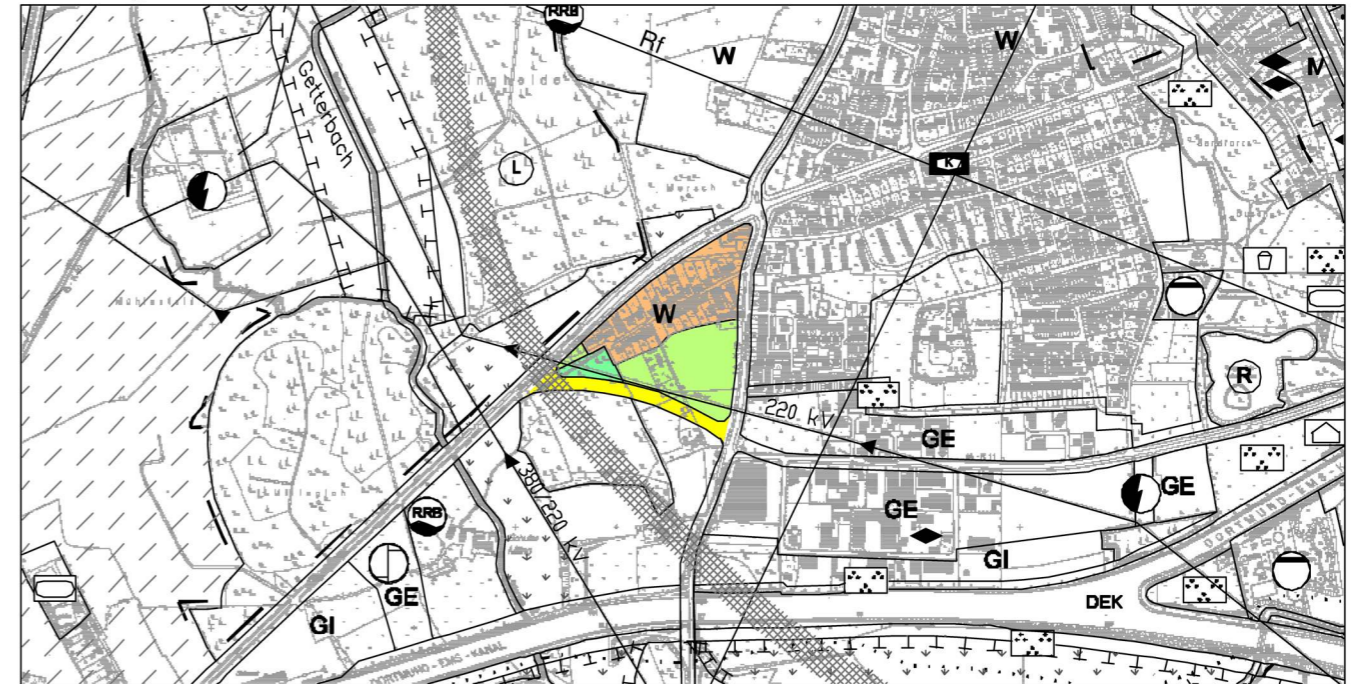 RRB
Rf
W
W
M
Getterbach
K
L
W
R
220 kV
GE
GE
380/220 kV
RRB
GE
GI
GE
GI
DEK
DORTMUND-EMS-KANAL
DORTMUND-EMS